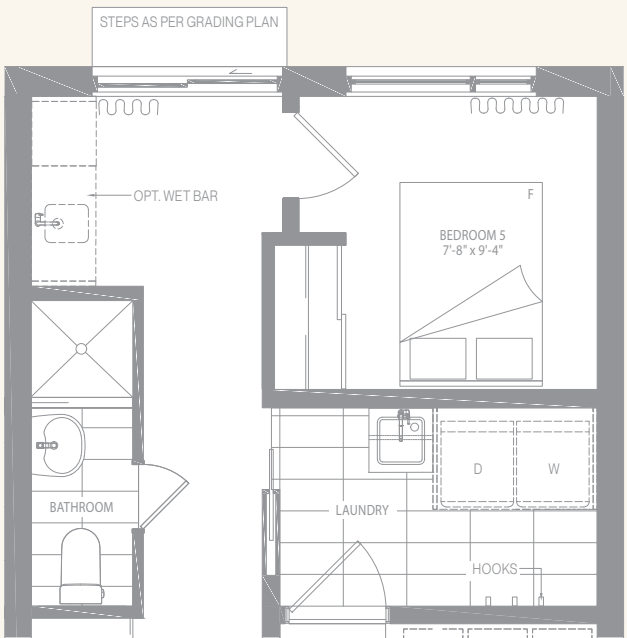 STEPS AS PER GRADING PLAN
OPT. WET BAR
F
BEDROOM 5
7'-8" x 9'-4"
D
W
BATHROOM
LAUNDRY
HOOKS